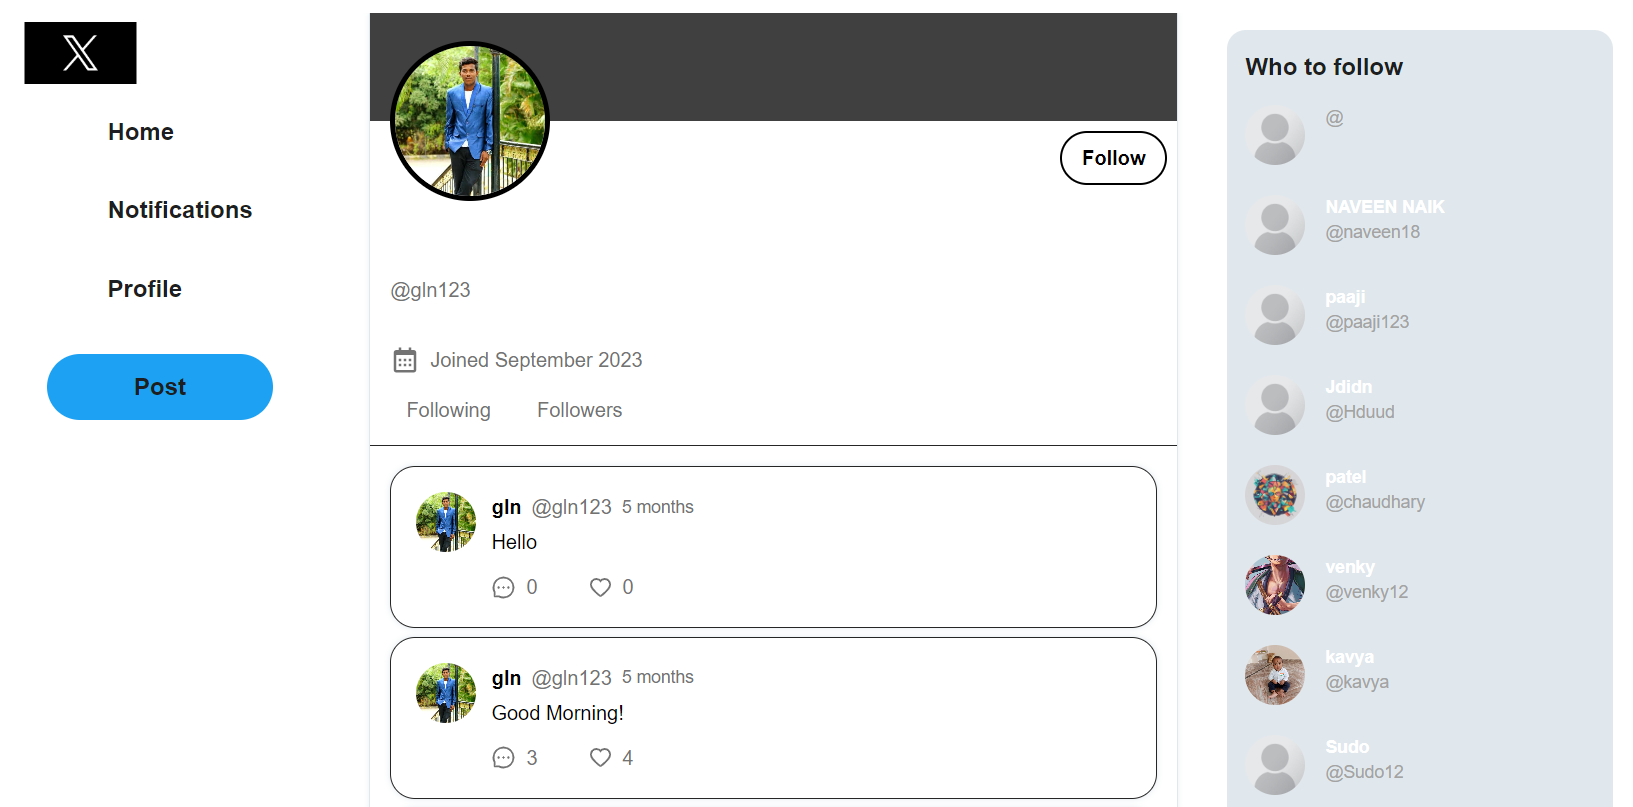 X
Home
Notifications
Profile
Post
Follow
@gln123
Joined September 2023
Following Followers
gln @gln123 5 months
Hello
0 0
gln @gln123 5 months
Good Morning!
3 4
Who to follow
@
NAVEEN NAIK
@naveen18
paaji
@paaji123
Jdidn
@Hduud
patel
@chaudhary
venky
@venky12
kavya
@kavya
Sudo
@Sudo12